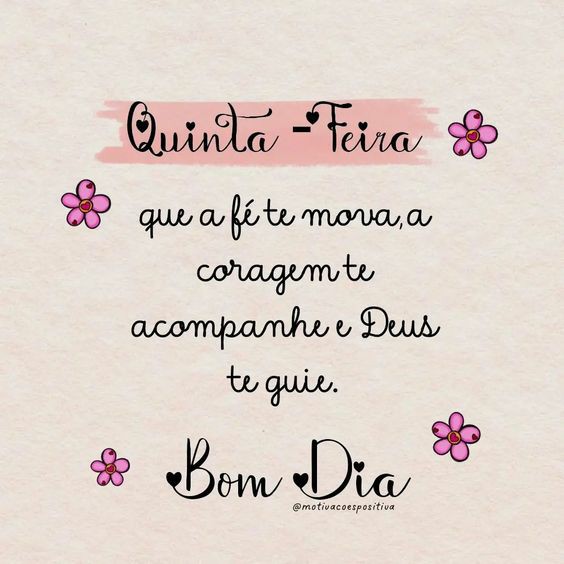 Quinta-Feira
que a fé te mova, a
coragem te
acompanhe e Deus
te guie.
Bom Dia
@motivacoespositiva